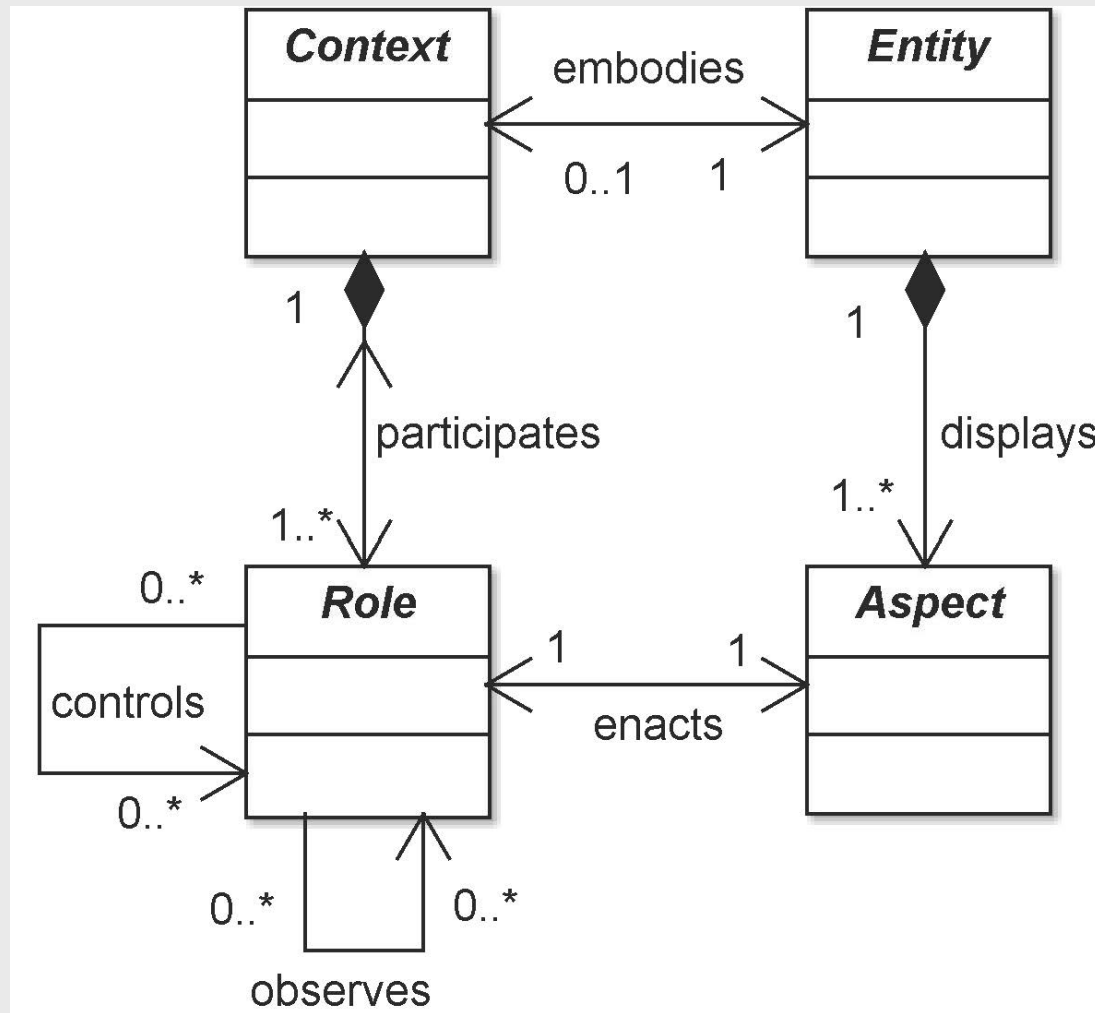 Context
Entity
embodies
0..1
1
1
1
participates
displays
1..*
1..*
0..*
Role
Aspect
1
1
controls
enacts
0..*
0..*
0..*
observes